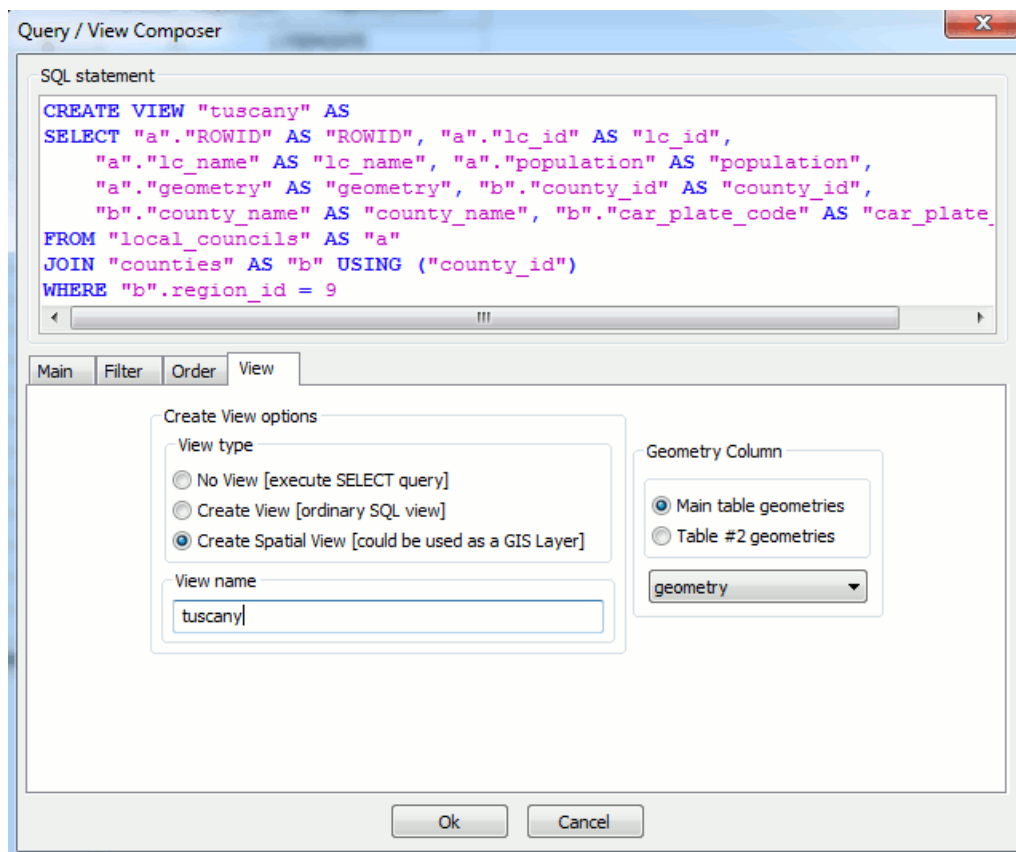 Query / View Composer
SQL statement
CREATE VIEW "tuscany" AS
SELECT "a"."ROWID" AS "ROWID", "a"."lc_id" AS "lc_id",
"a"."lc_name" AS "lc_name", "a"."population" AS "population",
"a"."geometry" AS "geometry", "b"."county_id" AS "county_id",
"b"."county_name" AS "county_name", "b"."car_plate_code" AS "car_plate_
FROM "local_councils" AS "a"
JOIN "counties" AS "b" USING ("county_id")
WHERE "b".region_id = 9
Main Filter Order View
Create View options
View type
No View [execute SELECT query]
Create View [ordinary SQL view]
Create Spatial View [could be used as a GIS Layer]
View name
tuscany
Geometry Column
Main table geometries
Table #2 geometries
geometry
Ok Cancel